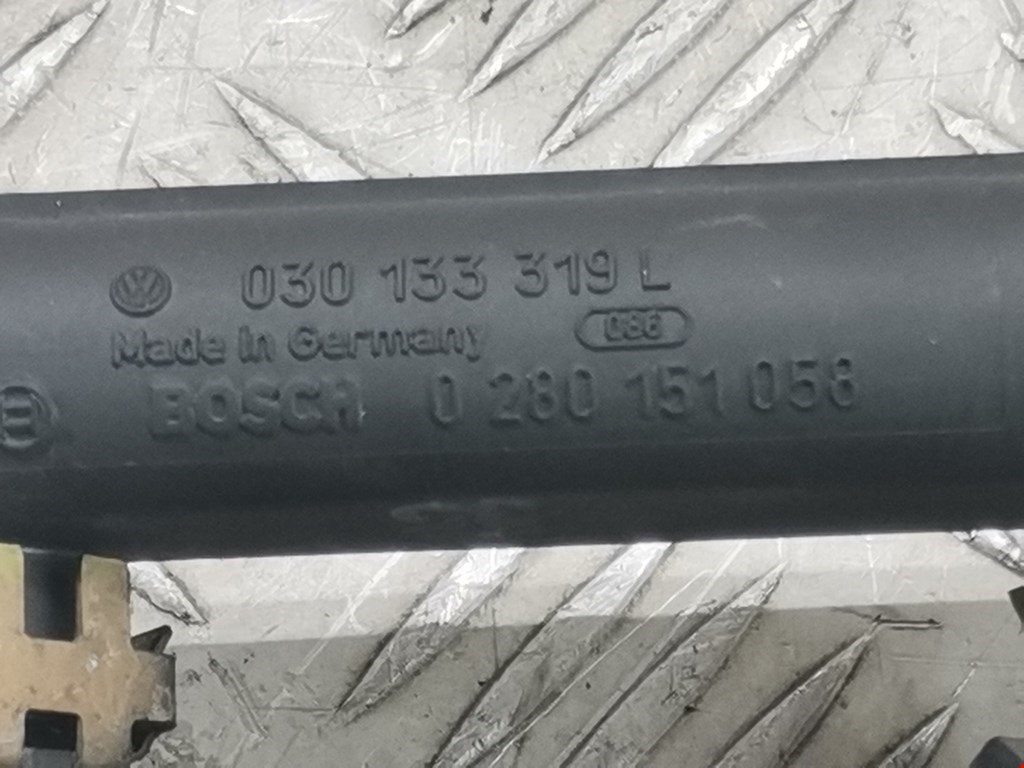 030 133 319 L
Made in Germany 086
BOSCH 0 280 151 058